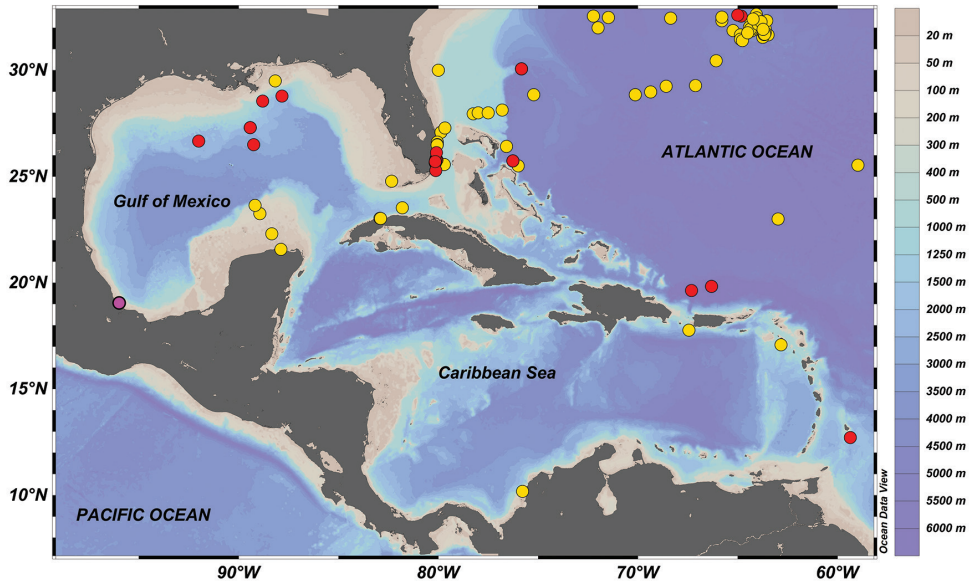 30°N
25°N
20°N
15°N
10°N
90°W
80°W
70°W
60°W
ATLANTIC OCEAN
Gulf of Mexico
Caribbean Sea
PACIFIC OCEAN
Ocean Data View
20 m
50 m
100 m
200 m
300 m
400 m
500 m
1000 m
1250 m
1500 m
2000 m
2500 m
3000 m
3500 m
4000 m
4500 m
5000 m
5500 m
6000 m